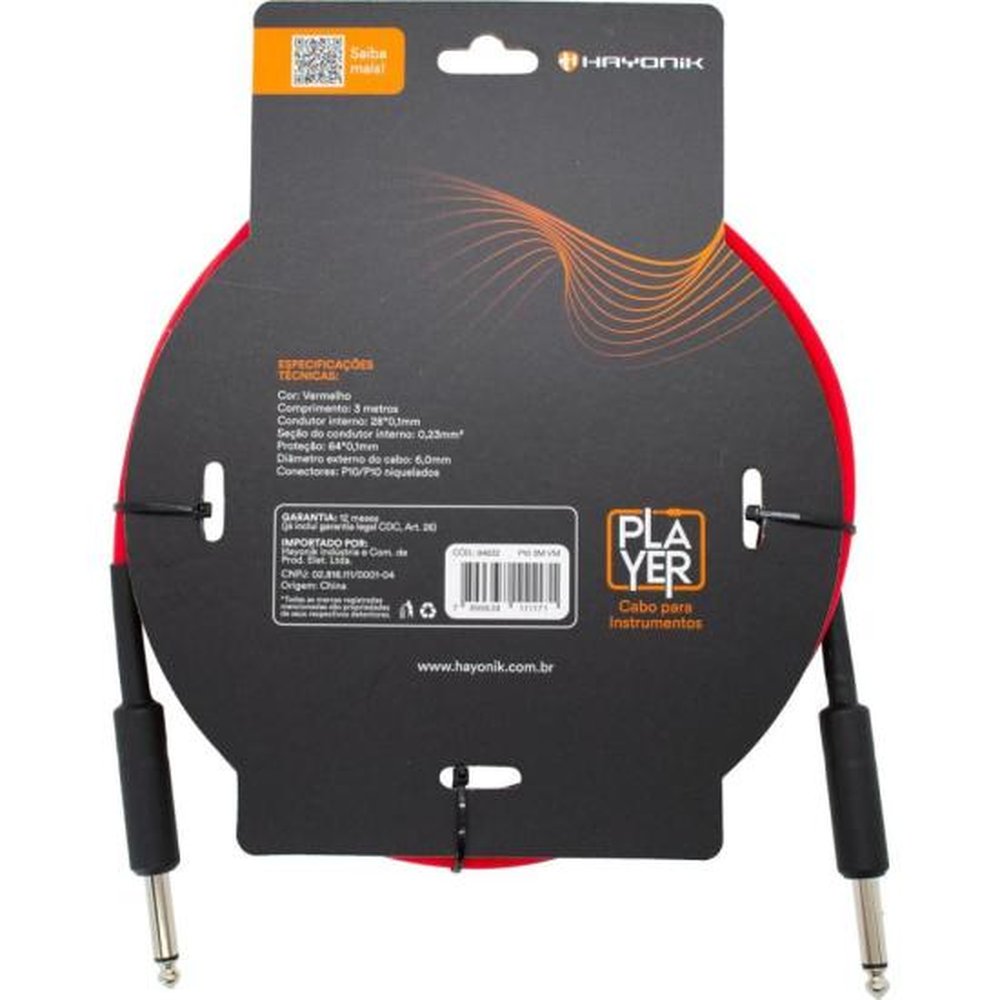 Saiba
mais!
HAYONIK
ESPECIFICAÇÕES
TÉCNICAS:
Cor: Vermelho
Comprimento: 3 metros
Condutor interno: 28*0,1mm
Seção do condutor interno: 0,23mm²
Proteção: 64*0,1mm
Diâmetro externo do cabo: 6,0mm
Conectores: P10/P10 niquelados
GARANTIA: 12 meses
(já inclui garantia legal CDC, Art. 26)
IMPORTADO POR:
Hayonik Indústria e Com. de
Prod. Elet. Ltda.
CNPJ: 02.816.111/0001-04
Origem: China
*Todas as marcas registradas
mencionadas são propriedades
de seus respectivos detentores.
CÓD.: P10 3M VM
PLA
YER
Cabo para
Instrumentos
www.hayonik.com.br